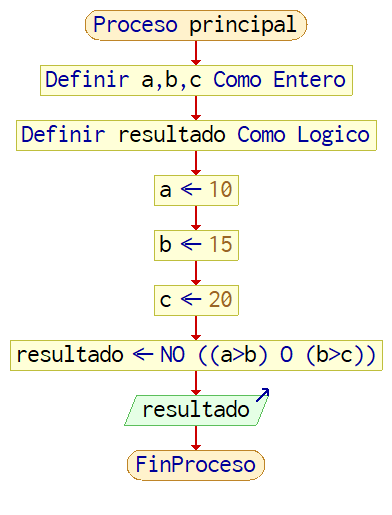 Proceso principal
Definir a,b,c Como Entero
Definir resultado Como Logico
a ← 10
b ← 15
c ← 20
resultado ← NO ((a>b) O (b>c))
resultado
FinProceso